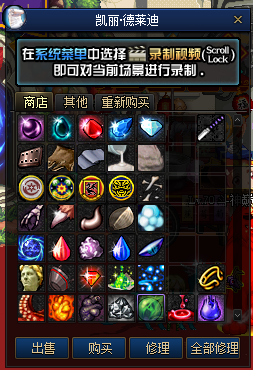 凯丽·德莱迪
在系统菜单中选择 录制视频(Scroll Lock)
即可对当前场景进行录制.
商店 其他 重新购买
出售 购买 修理 全部修理